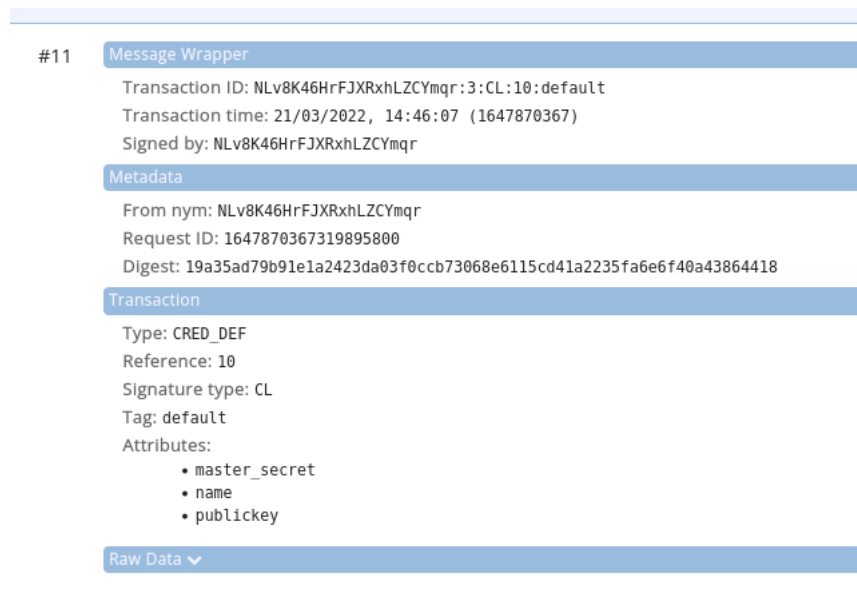 #11
Message Wrapper
Transaction ID: NLv8K46HrFJXRxhLZCYmqr:3:CL:10:default
Transaction time: 21/03/2022, 14:46:07 (1647870367)
Signed by: NLv8K46HrFJXRxhLZCYmqr
Metadata
From nym: NLv8K46HrFJXRxhLZCYmqr
Request ID: 1647870367319895800
Digest: 19a35ad79b91e1a2423da03f0ccb73068e6115cd41a2235fa6e6f40a43864418
Transaction
Type: CRED_DEF
Reference: 10
Signature type: CL
Tag: default
Attributes:
• master_secret
• name
• publickey
Raw Data